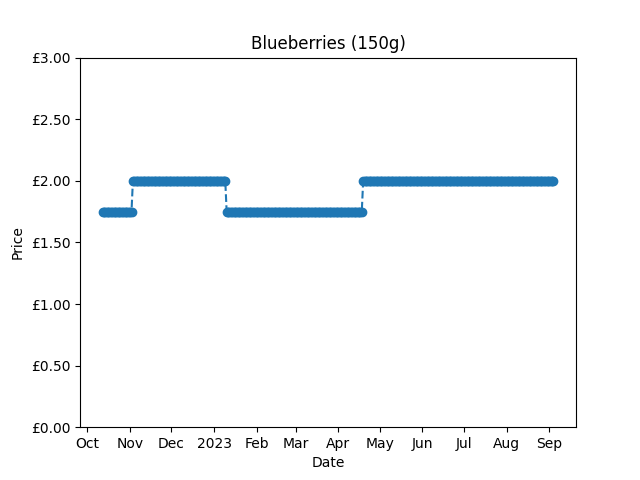 Blueberries (150g)
£3.00
£2.50
£2.00
£1.50
£1.00
£0.50
£0.00
Price
Oct Nov Dec 2023 Feb Mar Apr May Jun Jul Aug Sep
Date